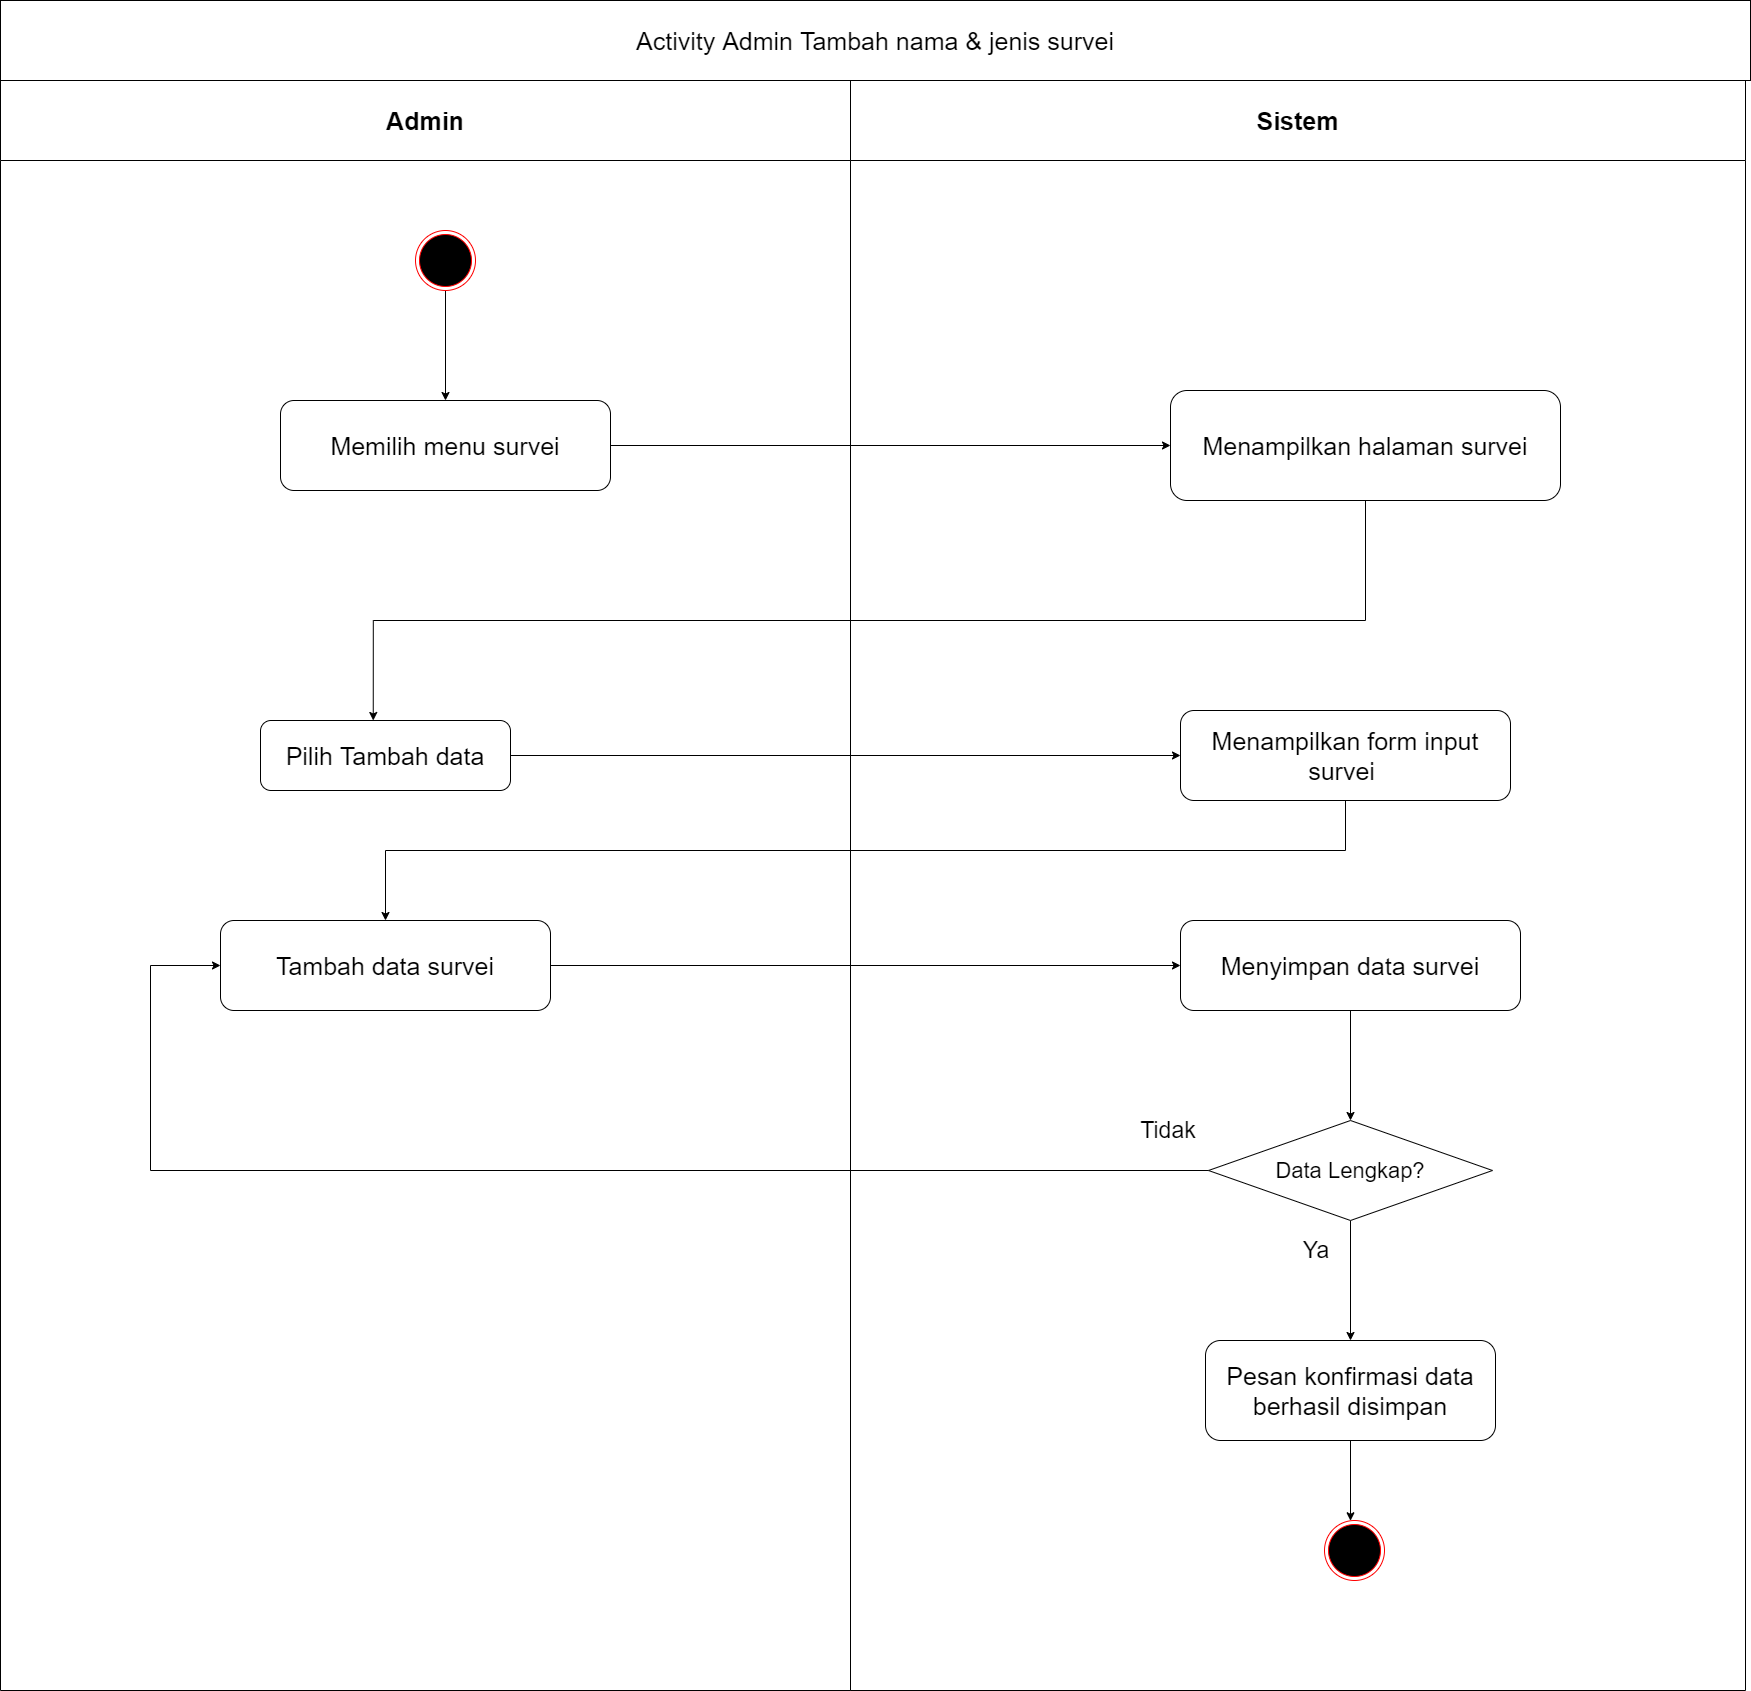 Activity Admin Tambah nama & jenis survei
Admin
Sistem
Memilih menu survei
Menampilkan halaman survei
Pilih Tambah data
Menampilkan form input
survei
Tambah data survei
Menyimpan data survei
Tidak
Data Lengkap?
Ya
Pesan konfirmasi data
berhasil disimpan